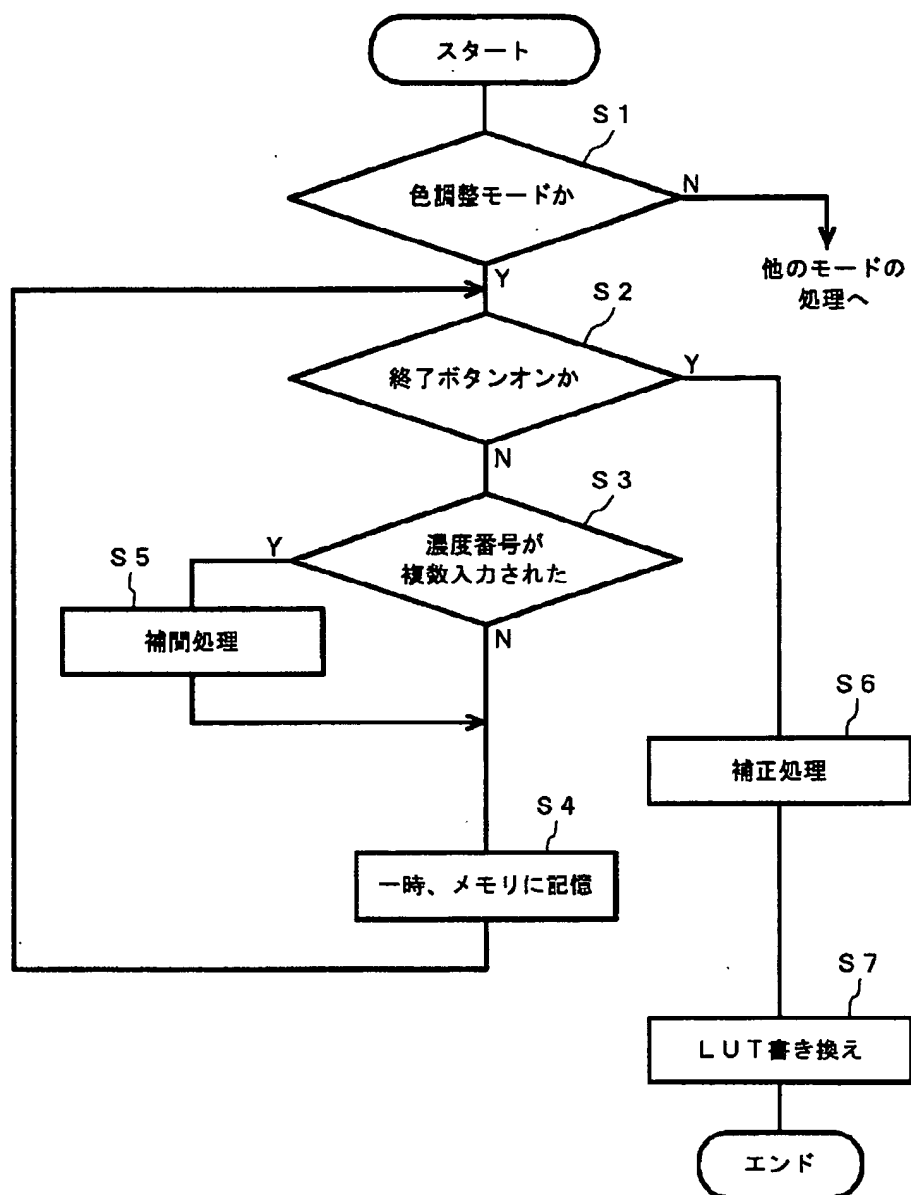 スタート
S1
色調整モードか
N
Y
他のモードの
処理へ
S2
終了ボタンオンか
Y
N
S3
濃度番号が
複数入力された
Y
N
S5
補間処理
S6
補正処理
S4
一時、メモリに記憶
S7
LUT書き換え
エンド